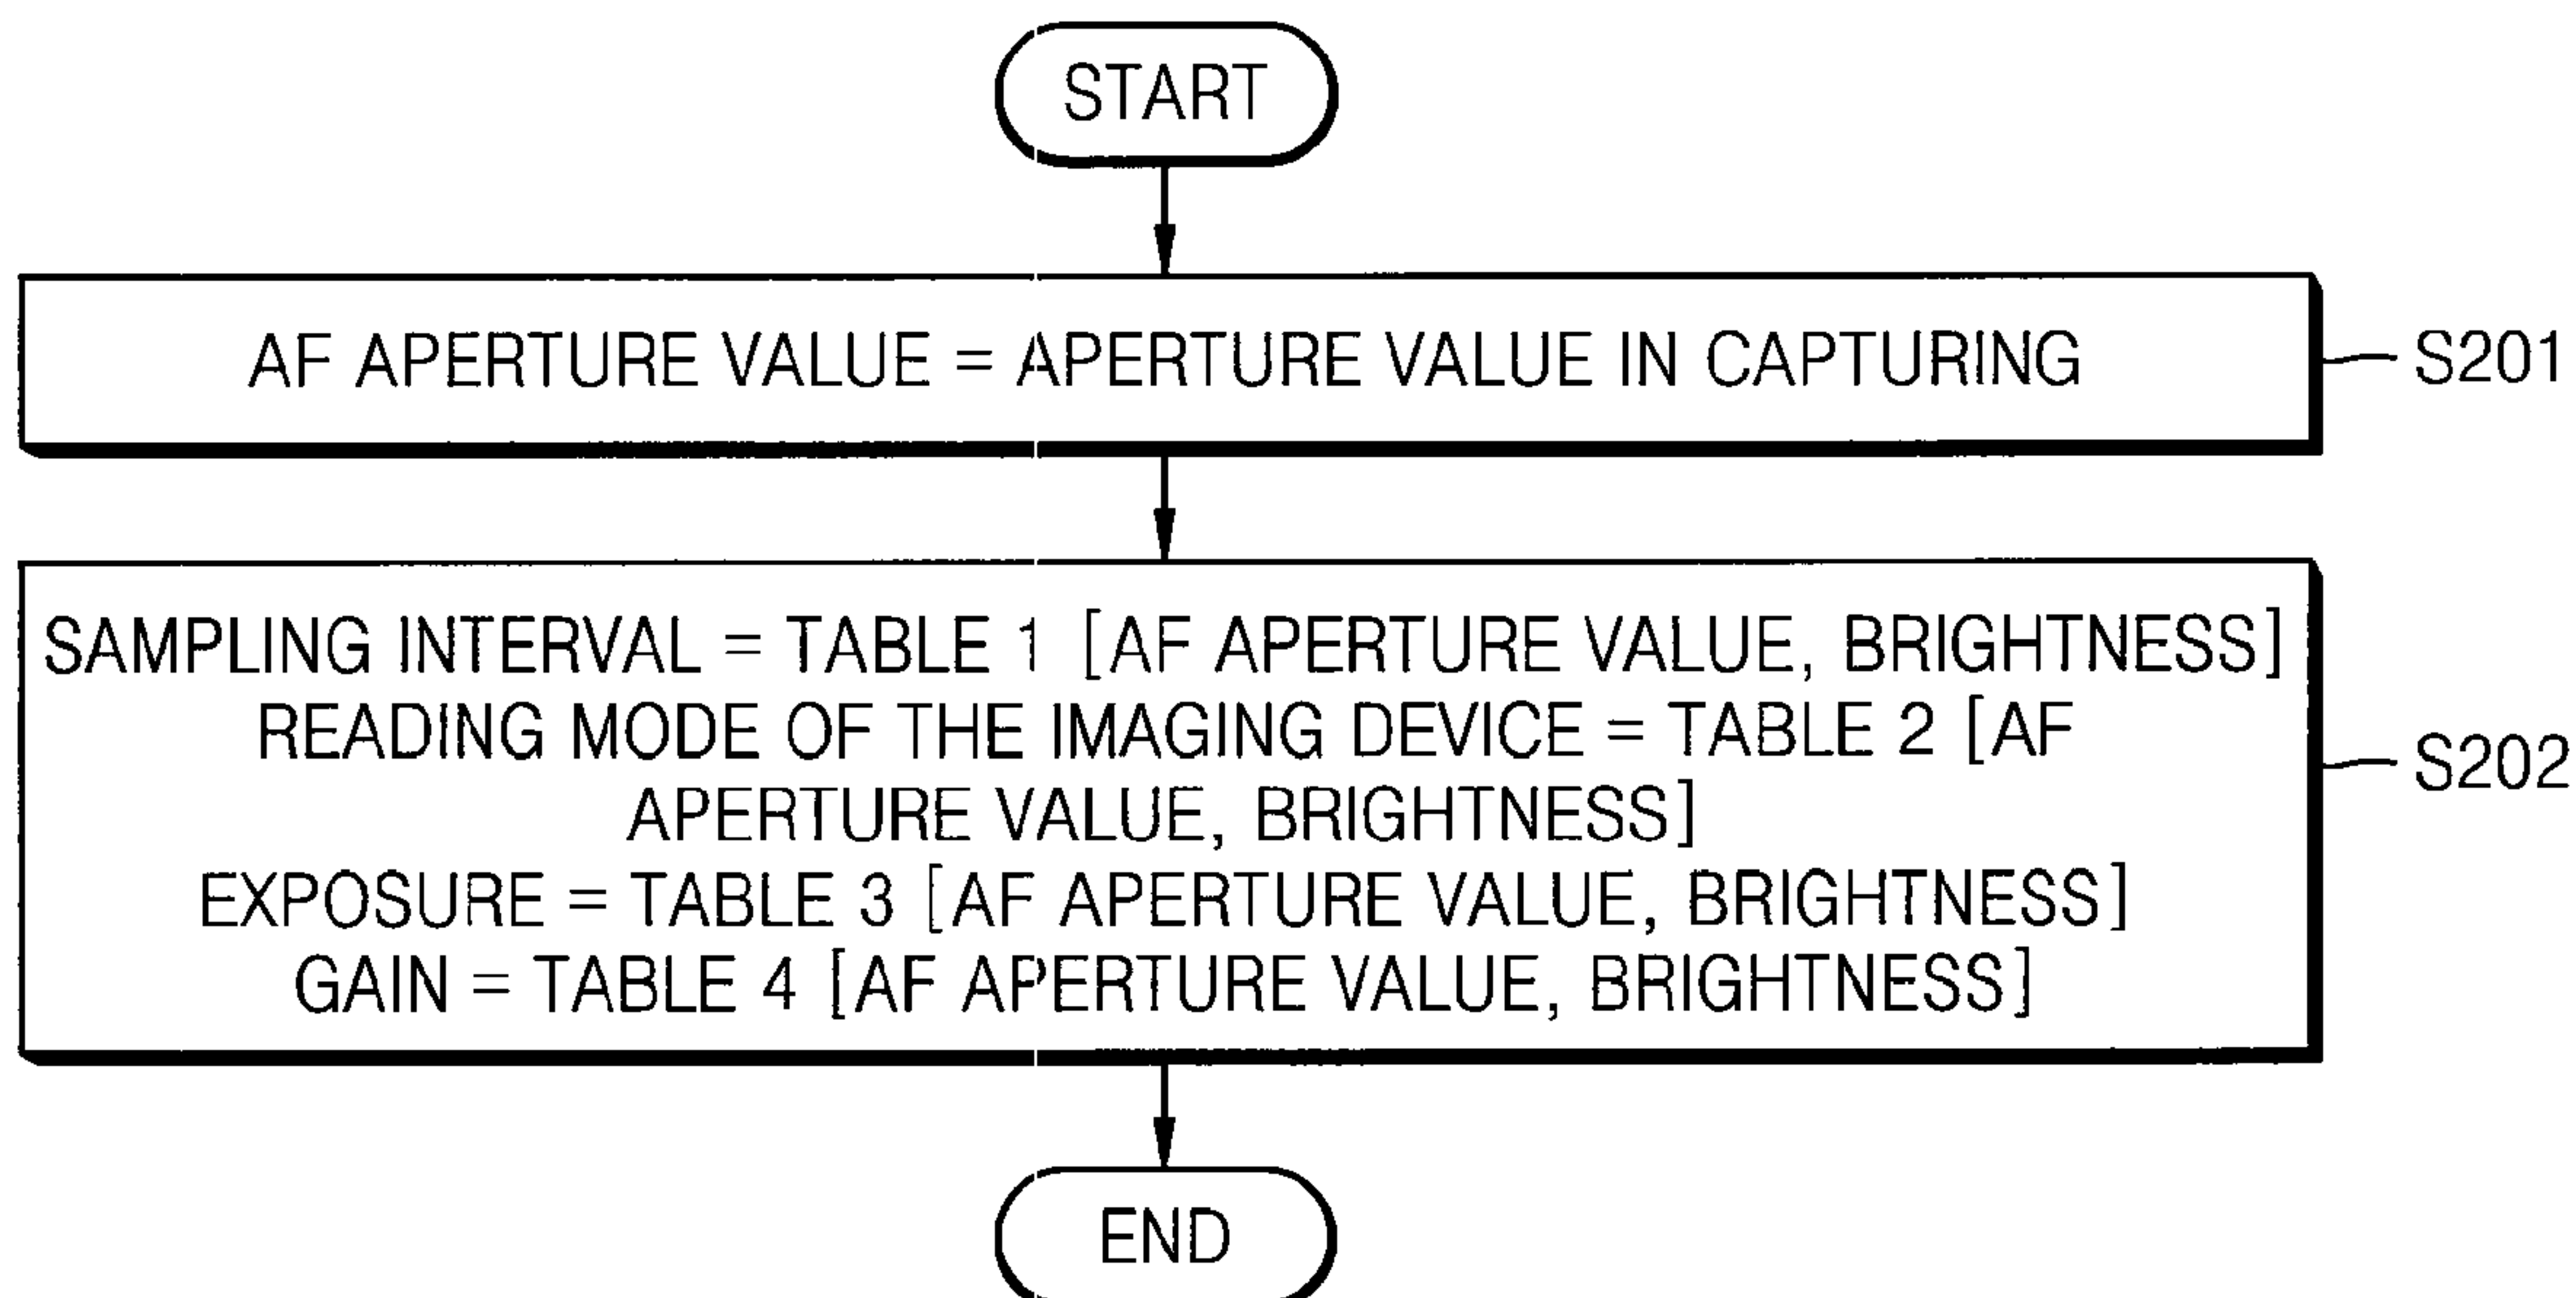 START
AF APERTURE VALUE = APERTURE VALUE IN CAPTURING
S201
SAMPLING INTERVAL = TABLE 1 [AF APERTURE VALUE, BRIGHTNESS]
READING MODE OF THE IMAGING DEVICE = TABLE 2 [AF
APERTURE VALUE, BRIGHTNESS]
EXPOSURE = TABLE 3 [AF APERTURE VALUE, BRIGHTNESS]
GAIN = TABLE 4 [AF APERTURE VALUE, BRIGHTNESS]
S202
END